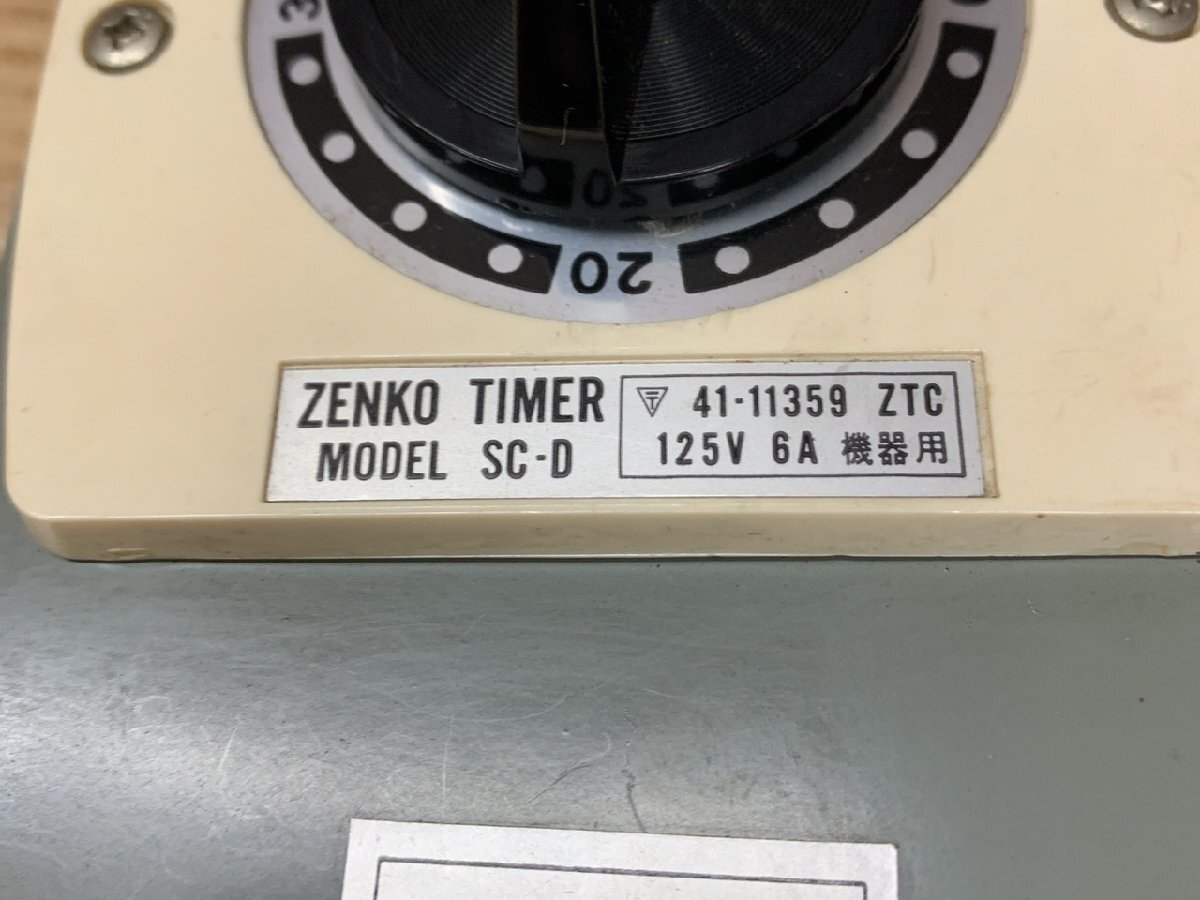 20
ZENKO TIMER
MODEL SC-D
41-11359 ZTC
125V 6A 機器用